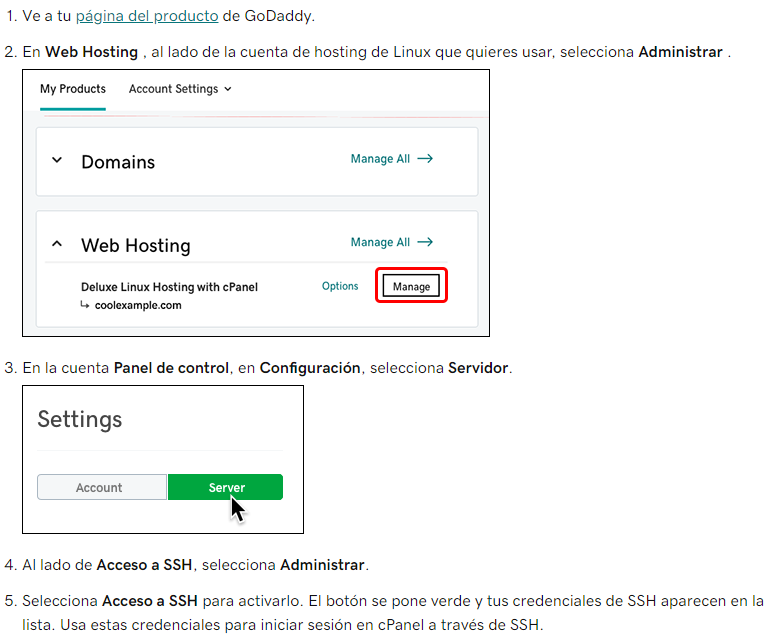 1. Ve a tu página del producto de GoDaddy.
2. En Web Hosting , al lado de la cuenta de hosting de Linux que quieres usar, selecciona Administrar .
My Products Account Settings
Domains Manage All →
Web Hosting Manage All →
Deluxe Linux Hosting with cPanel Options Manage
↳ coolexample.com
3. En la cuenta Panel de control, en Configuración, selecciona Servidor.
Settings
Account Server
4. Al lado de Acceso a SSH, selecciona Administrar.
5. Selecciona Acceso a SSH para activarlo. El botón se pone verde y tus credenciales de SSH aparecen en la
lista. Usa estas credenciales para iniciar sesión en cPanel a través de SSH.